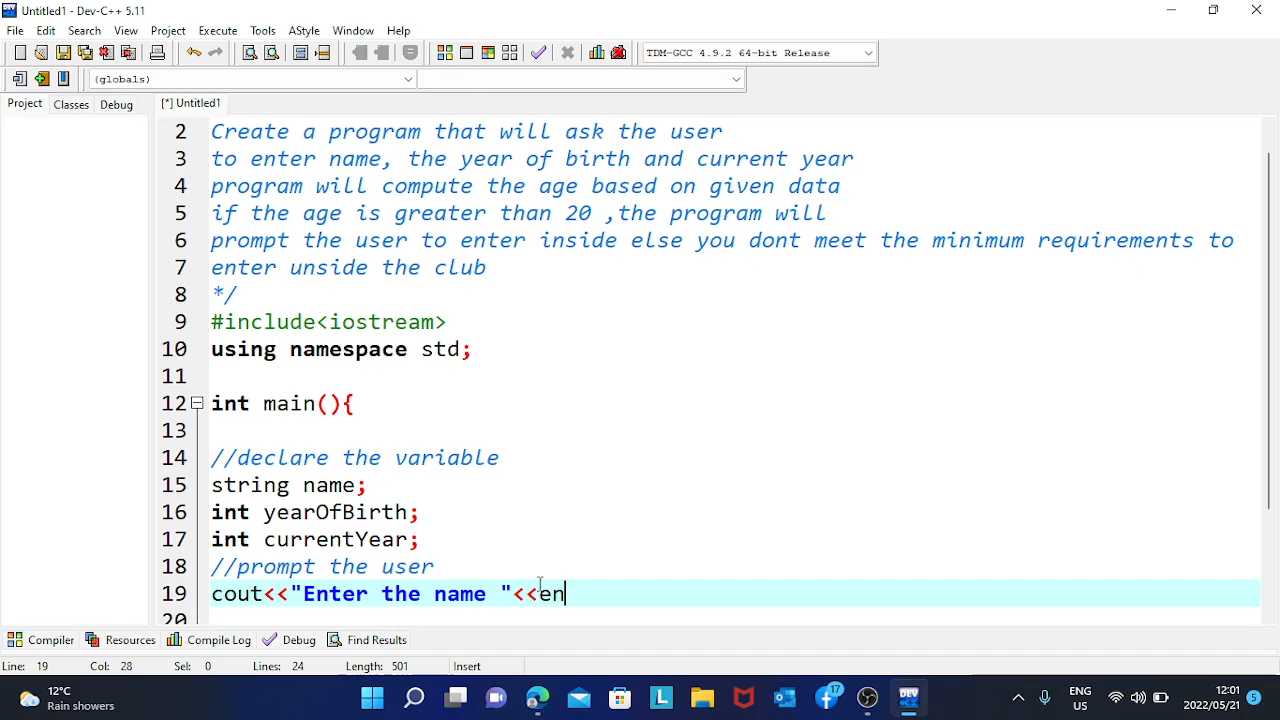 Untitled1 - Dev-C++ 5.11
File Edit Search View Project Execute Tools AStyle Window Help
TDM-GCC 4.9.2 64-bit Release
(globals)
Project Classes Debug [*] Untitled1
2 Create a program that will ask the user
3 to enter name, the year of birth and current year
4 program will compute the age based on given data
5 if the age is greater than 20 ,the program will
6 prompt the user to enter inside else you dont meet the minimum requirements to
7 enter unside the club
8 */
9 #include<iostream>
10 using namespace std;
11
12 int main(){
13
14 //declare the variable
15 string name;
16 int yearOfBirth;
17 int currentYear;
18 //prompt the user
19 cout<<"Enter the name "<<en
20
Compiler Resources Compile Log Debug Find Results
Line: 19 Col: 28 Sel: 0 Lines: 24 Length: 501 Insert
12°C
Rain showers
L
17
DEV
ENG
US
12:01
2022/05/21
5